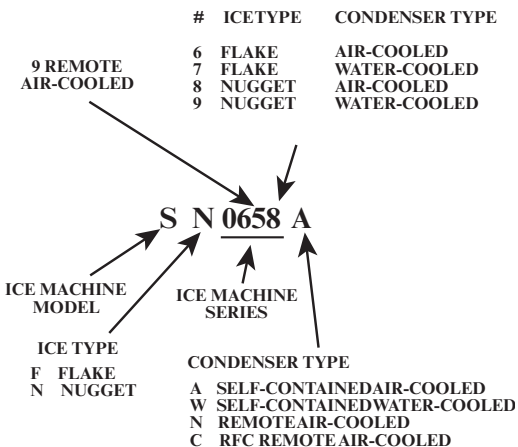 # ICETYPE CONDENSER TYPE
6 FLAKE AIR-COOLED
7 FLAKE WATER-COOLED
8 NUGGET AIR-COOLED
9 NUGGET WATER-COOLED
9 REMOTE
AIR-COOLED
S N 0658 A
ICE MACHINE
MODEL
ICE MACHINE
SERIES
ICE TYPE
F FLAKE
N NUGGET
CONDENSER TYPE
A SELF-CONTAINEDAIR-COOLED
W SELF-CONTAINEDWATER-COOLED
N REMOTEAIR-COOLED
C RFC REMOTEAIR-COOLED